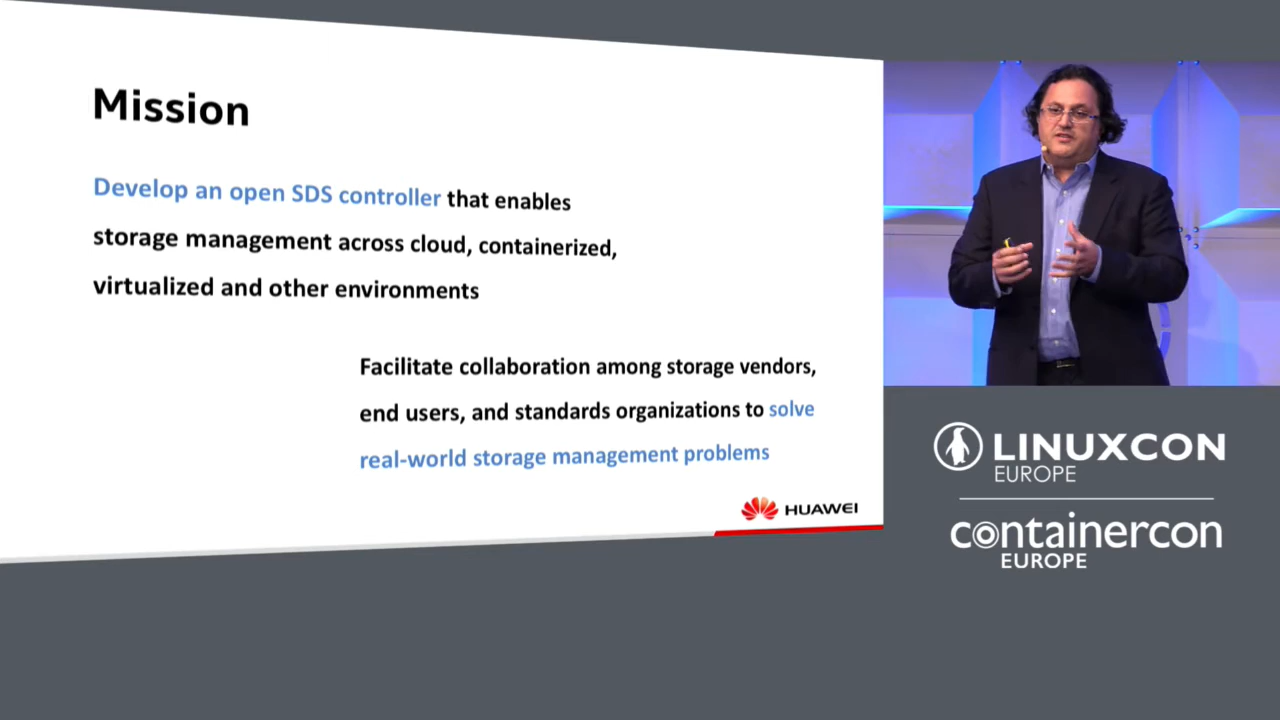 Mission
Develop an open SDS controller that enables
storage management across cloud, containerized,
virtualized and other environments
Facilitate collaboration among storage vendors,
end users, and standards organizations to solve
real-world storage management problems
HUAWEI
LINUXCON
EUROPE
containercon
EUROPE